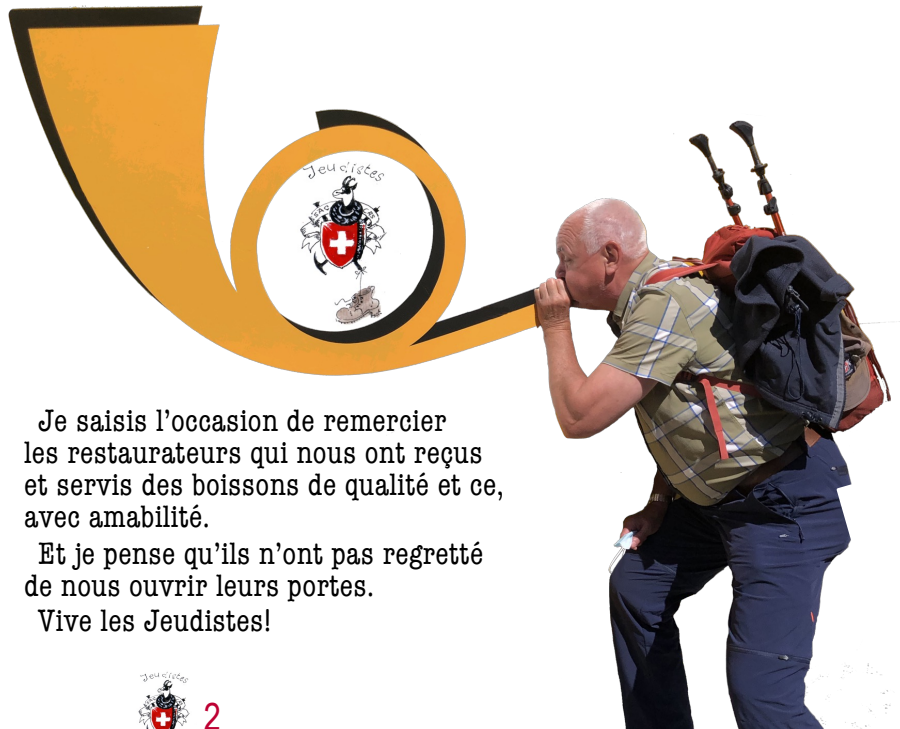 Jeudistes
Je saisis l’occasion de remercier
les restaurateurs qui nous ont reçus
et servis des boissons de qualité et ce,
avec amabilité.
Et je pense qu’ils n’ont pas regretté
de nous ouvrir leurs portes.
Vive les Jeudistes!
Jeudistes
2